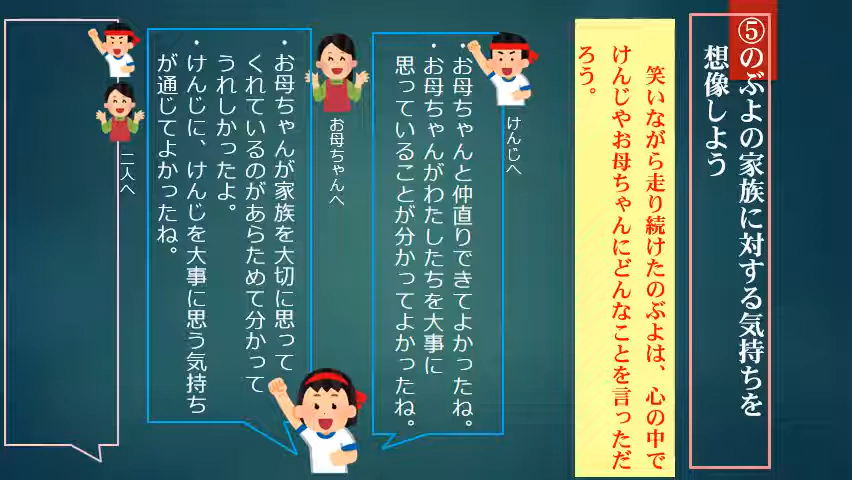 ⑤のぶよの家族に対する気持ちを
想像しよう
笑いながら走り続けたのぶよは、心の中で
けんじやお母ちゃんにどんなことを言っただ
ろう。
けんじへ
・お母ちゃんと仲直りできてよかったね。
・お母ちゃんがわたしたちを大事に
思っていることが分かってよかったね。
お母ちゃんへ
・お母ちゃんが家族を大切に思って
くれているのがあらためて分かって
うれしかったよ。
・けんじに、けんじを大事に思う気持ち
が通じてよかったね。
二人へ